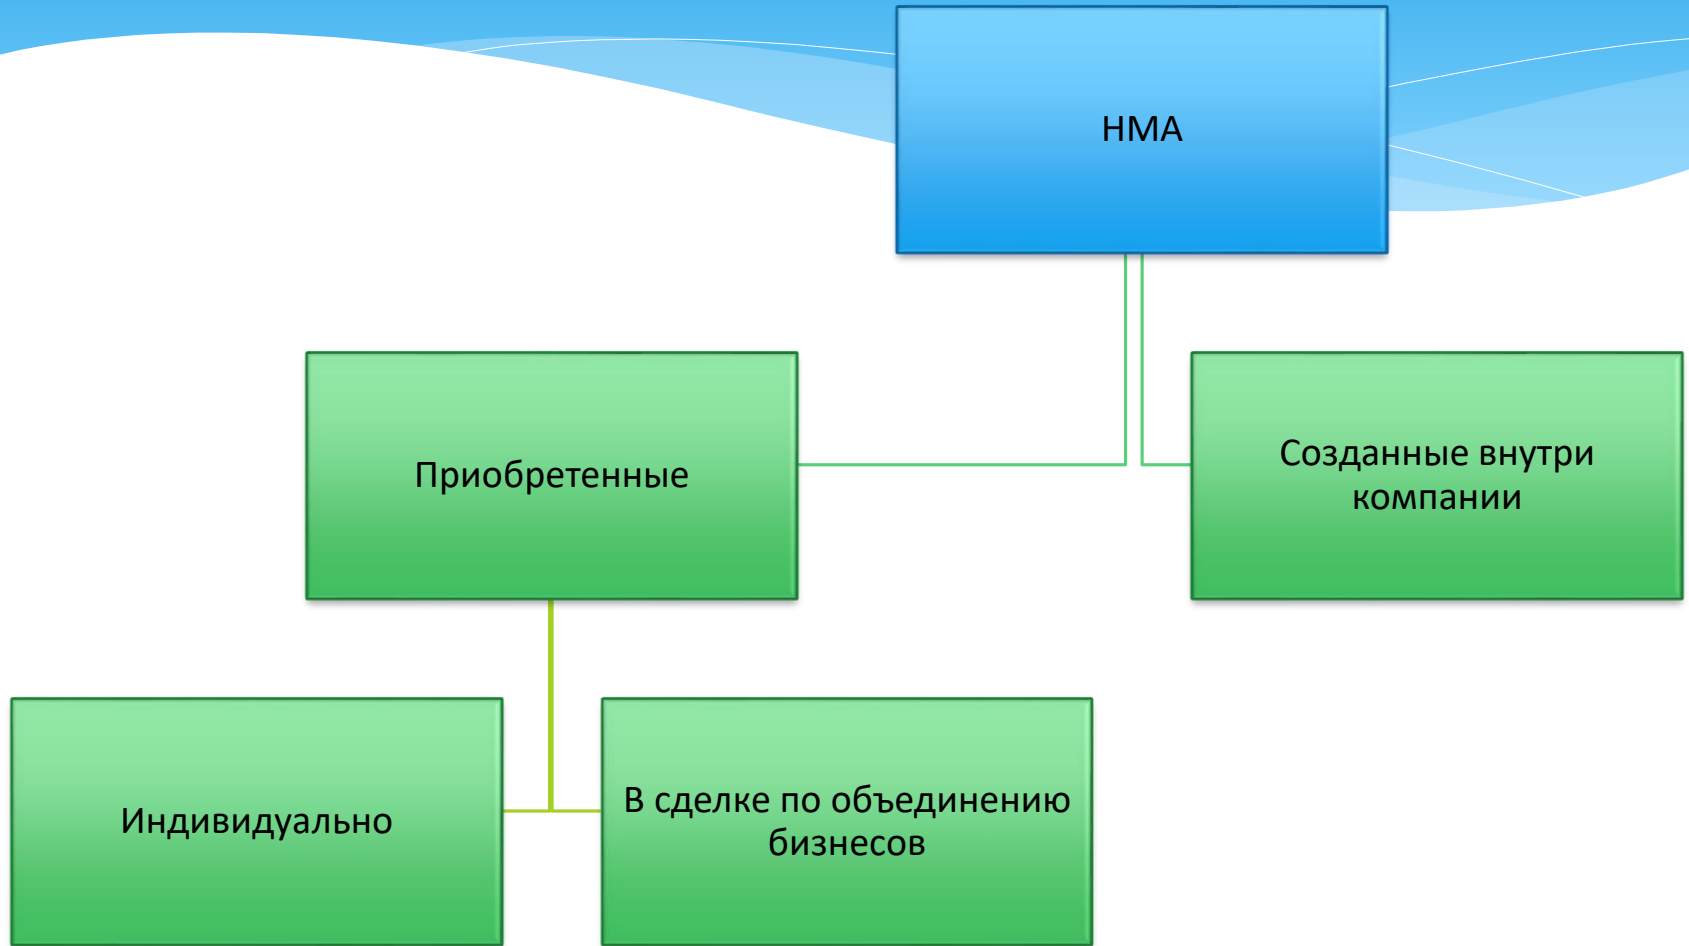 НМА
Приобретенные
Созданные внутри
компании
Индивидуально
В сделке по объединению
бизнесов